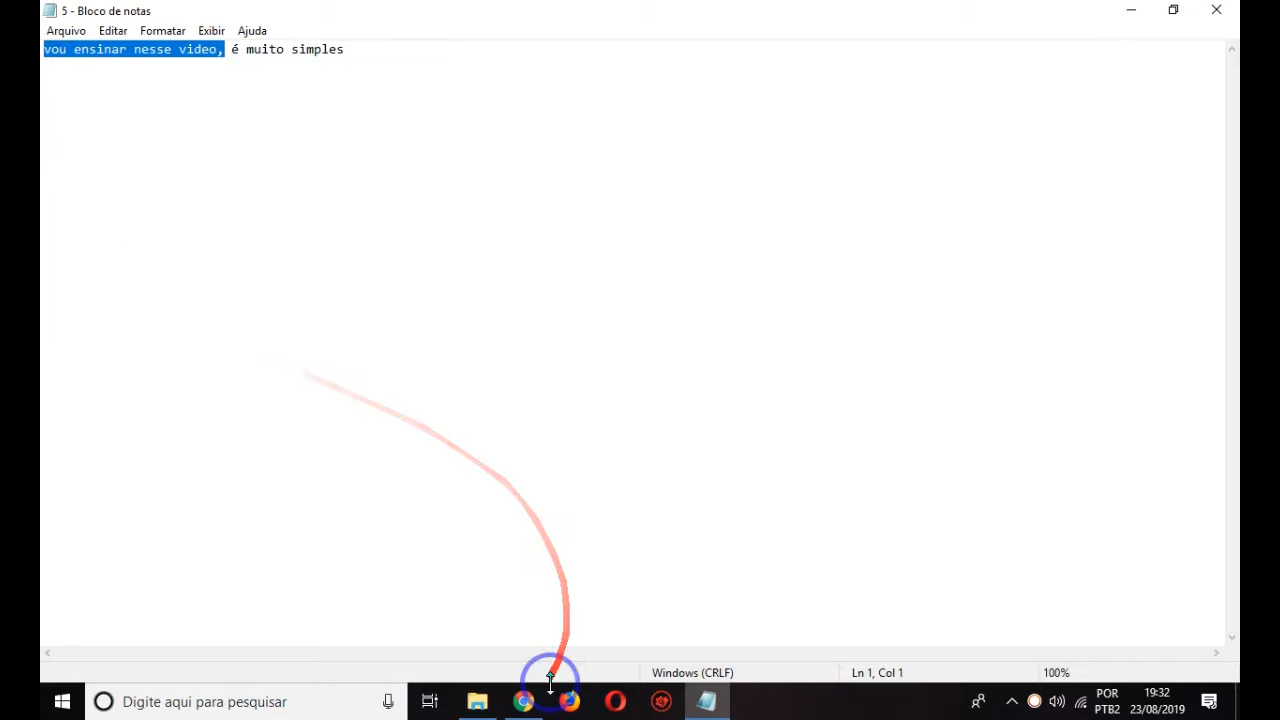 5 - Bloco de notas
Arquivo Editar Formatar Exibir Ajuda
vou ensinar nesse video, é muito simples
Windows (CRLF) Ln 1, Col 1 100%
Digite aqui para pesquisar
POR 19:32
PTB2 23/08/2019